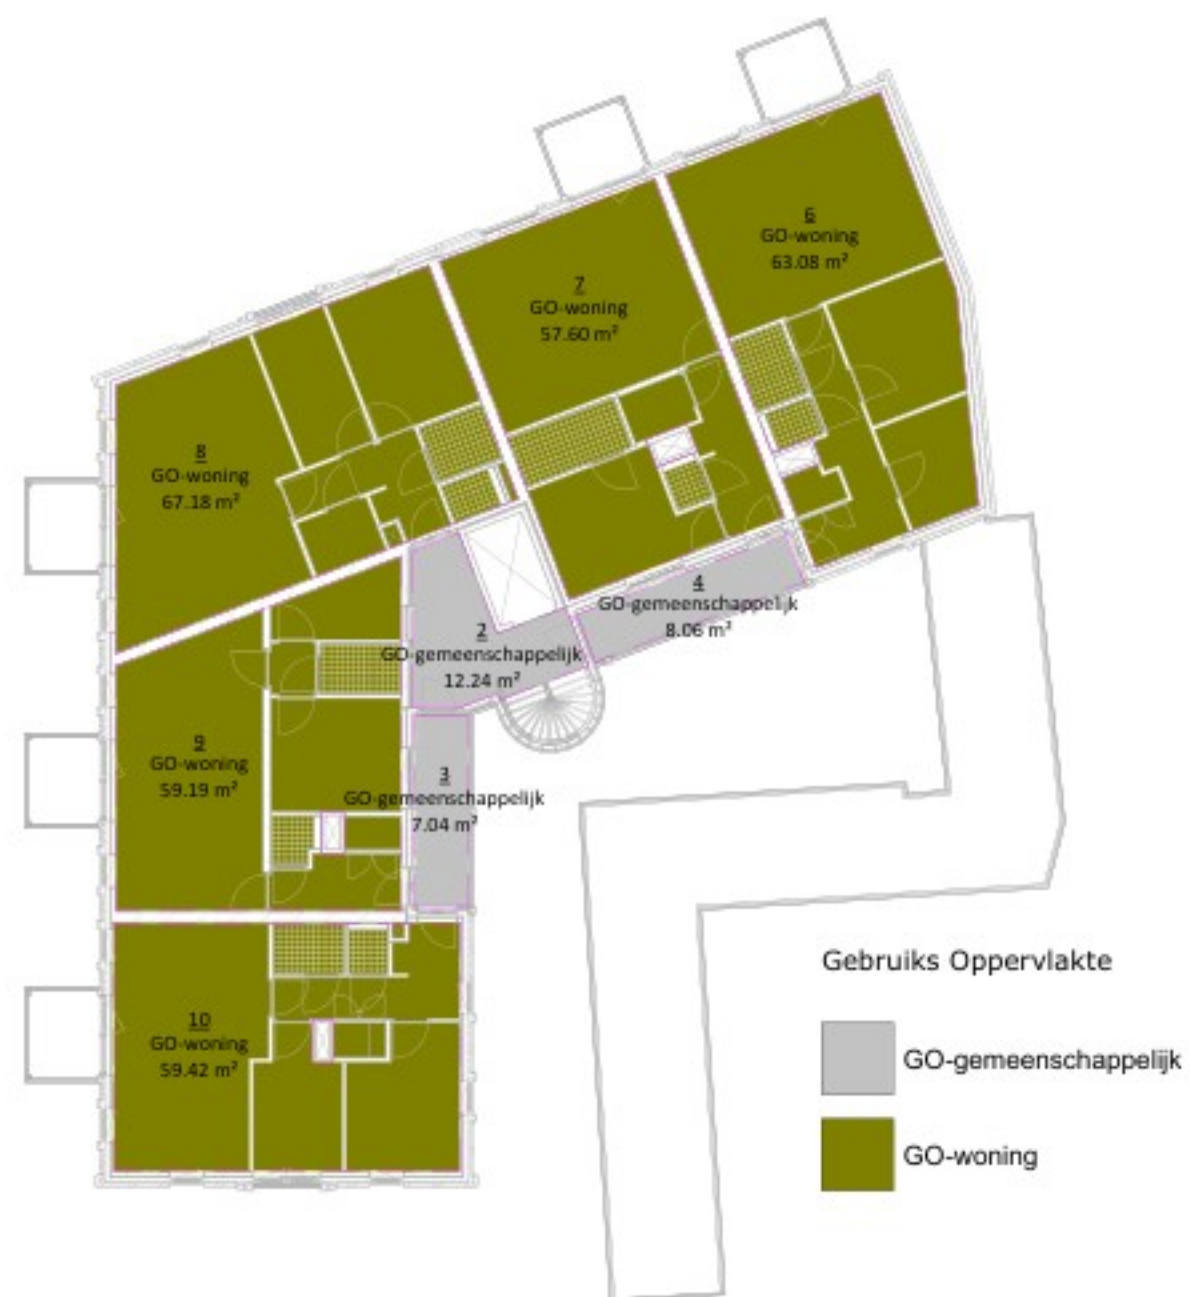 6
GO-woning
63.08 m²
7
GO-woning
57.60 m²
8
GO-woning
67.18 m²
4
GO-gemeenschappelijk
8.06 m²
2
GO-gemeenschappelijk
12.24 m²
9
GO-woning
59.19 m²
3
GO-gemeenschappelijk
7.04 m²
10
GO-woning
59.42 m²
Gebruiks Oppervlakte
GO-gemeenschappelijk
GO-woning